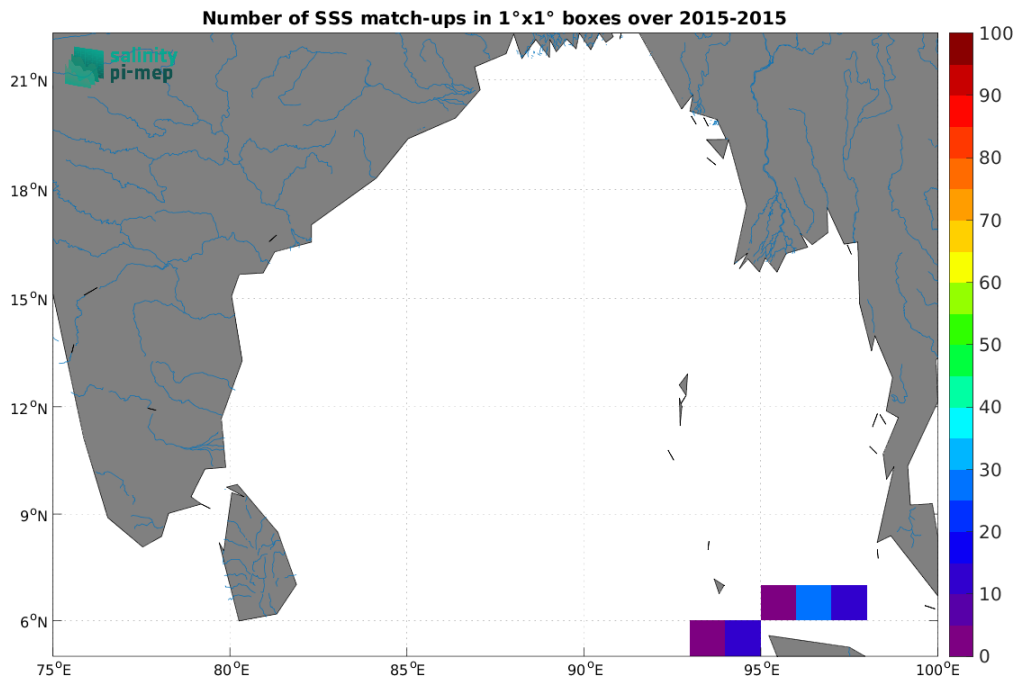 Number of SSS match-ups in 1°x1° boxes over 2015-2015
salinity
pi-mep
21°N
18°N
15°N
12°N
9°N
6°N
75°E 80°E 85°E 90°E 95°E 100°E
100
90
80
70
60
50
40
30
20
10
0